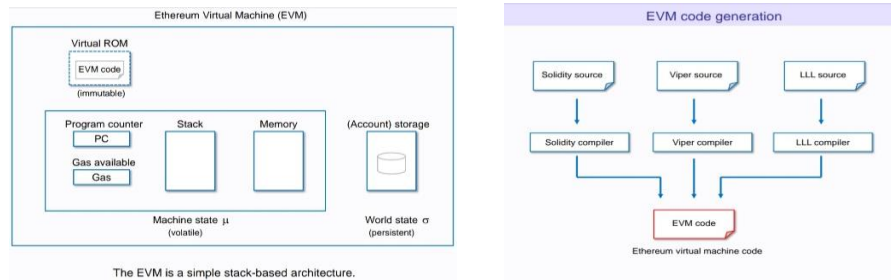 Ethereum Virtual Machine (EVM)
Virtual ROM
EVM code
(immutable)
Program counter
PC
Gas available
Gas
Stack
Memory
(Account) storage
Machine state μ
(volatile)
World state σ
(persistent)
The EVM is a simple stack-based architecture.
EVM code generation
Solidity source
Viper source
LLL source
Solidity compiler
Viper compiler
LLL compiler
EVM code
Ethereum virtual machine code